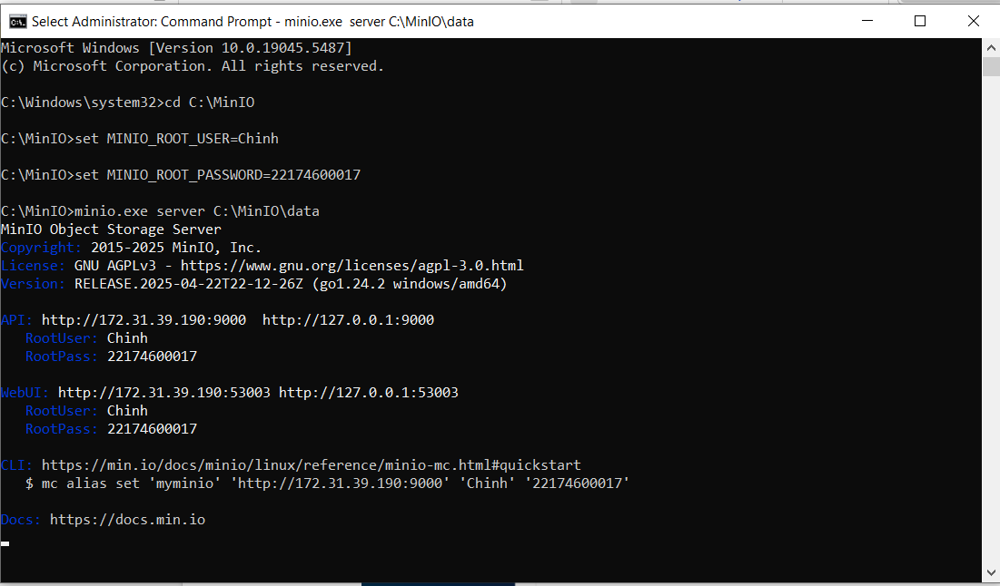 Select Administrator: Command Prompt - minio.exe  server C:\MinIO\data
Microsoft Windows [Version 10.0.19045.5487]
(c) Microsoft Corporation. All rights reserved.
C:\Windows\system32>cd C:\MinIO
C:\MinIO>set MINIO_ROOT_USER=Chinh
C:\MinIO>set MINIO_ROOT_PASSWORD=22174600017
C:\MinIO>minio.exe server C:\MinIO\data
MinIO Object Storage Server
Copyright: 2015-2025 MinIO, Inc.
License: GNU AGPLv3 - https://www.gnu.org/licenses/agpl-3.0.html
Version: RELEASE.2025-04-22T22-12-26Z (go1.24.2 windows/amd64)
API: http://172.31.39.190:9000  http://127.0.0.1:9000
   RootUser: Chinh
   RootPass: 22174600017
WebUI: http://172.31.39.190:53003 http://127.0.0.1:53003
   RootUser: Chinh
   RootPass: 22174600017
CLI: https://min.io/docs/minio/linux/reference/minio-mc.html#quickstart
   $ mc alias set 'myminio' 'http://172.31.39.190:9000' 'Chinh' '22174600017'
Docs: https://docs.min.io